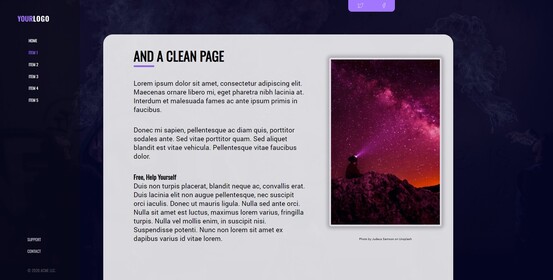 YOURLOGO
HOME
ITEM 1
ITEM 2
ITEM 3
ITEM 4
ITEM 5
SUPPORT
CONTACT
AND A CLEAN PAGE
Lorem ipsum dolor sit amet, consectetur adipiscing elit.
Maecenas ornare libero mi, eget pharetra nibh lacinia at.
Interdum et malesuada fames ac ante ipsum primis in
faucibus.
Donec mi sapien, pellentesque ac diam quis, porttitor
sodales ante. Sed vitae porttitor quam. Sed aliquet
blandit est vitae vehicula. Pellentesque vitae faucibus
dolor.
Free, Help Yourself
Duis non turpis placerat, blandit neque ac, convallis erat.
Duis lacinia elit non augue pellentesque, nec suscipit
orci iaculis. Donec ut mauris ligula. Nulla sed ante orci.
Nulla sit amet est luctus, maximus lorem varius, fringilla
turpis. Nulla vel mollis enim, in suscipit nisi.
Suspendisse potenti. Nunc non lorem sit amet ex
dapibus varius id vitae lorem.